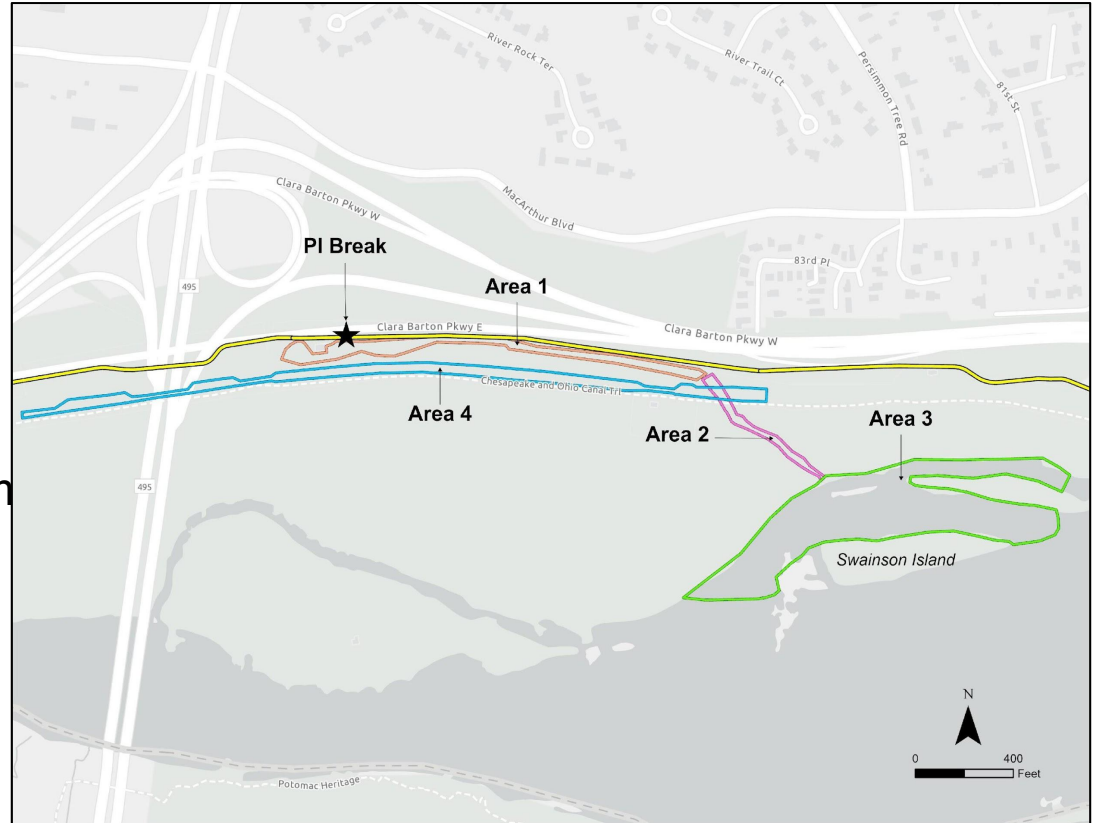 River Rock Ter
River Trail Ct
Persimmon Tree Rd
81st St
Clara Barton Pkwy W
MacArthur Blvd
PI Break
83rd Pl
495
Area 1
Clara Barton Pkwy E
Clara Barton Pkwy W
Chesapeake and Ohio Canal Trl
Area 4
Area 2
Area 3
495
Swainson Island
N
0 400
Feet
Potomac Heritage